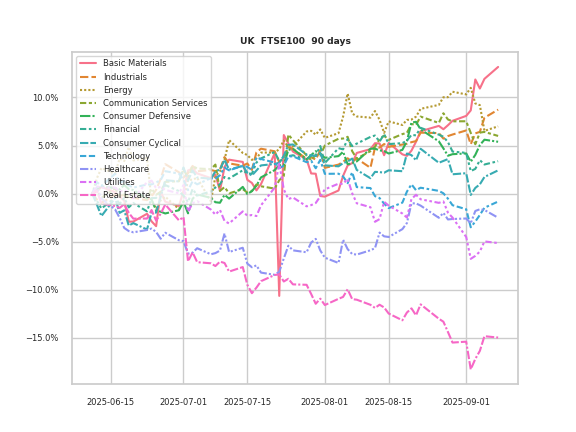 UK FTSE100 90 days
Basic Materials
Industrials
Energy
Communication Services
Consumer Defensive
Financial
Consumer Cyclical
Technology
Healthcare
Utilities
Real Estate
10.0%
5.0%
0.0%
−5.0%
−10.0%
−15.0%
2025-06-15 2025-07-01 2025-07-15 2025-08-01 2025-08-15 2025-09-01